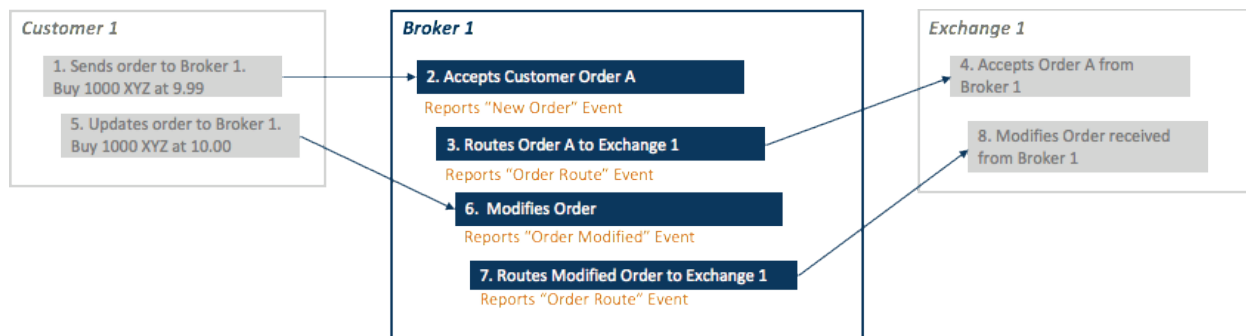 Customer 1
1. Sends order to Broker 1.
Buy 1000 XYZ at 9.99
5. Updates order to Broker 1.
Buy 1000 XYZ at 10.00
Broker 1
2. Accepts Customer Order A
Reports "New Order" Event
3. Routes Order A to Exchange 1
Reports "Order Route" Event
6. Modifies Order
Reports "Order Modified" Event
7. Routes Modified Order to Exchange 1
Reports "Order Route" Event
Exchange 1
4. Accepts Order A from
Broker 1
8. Modifies Order received
from Broker 1